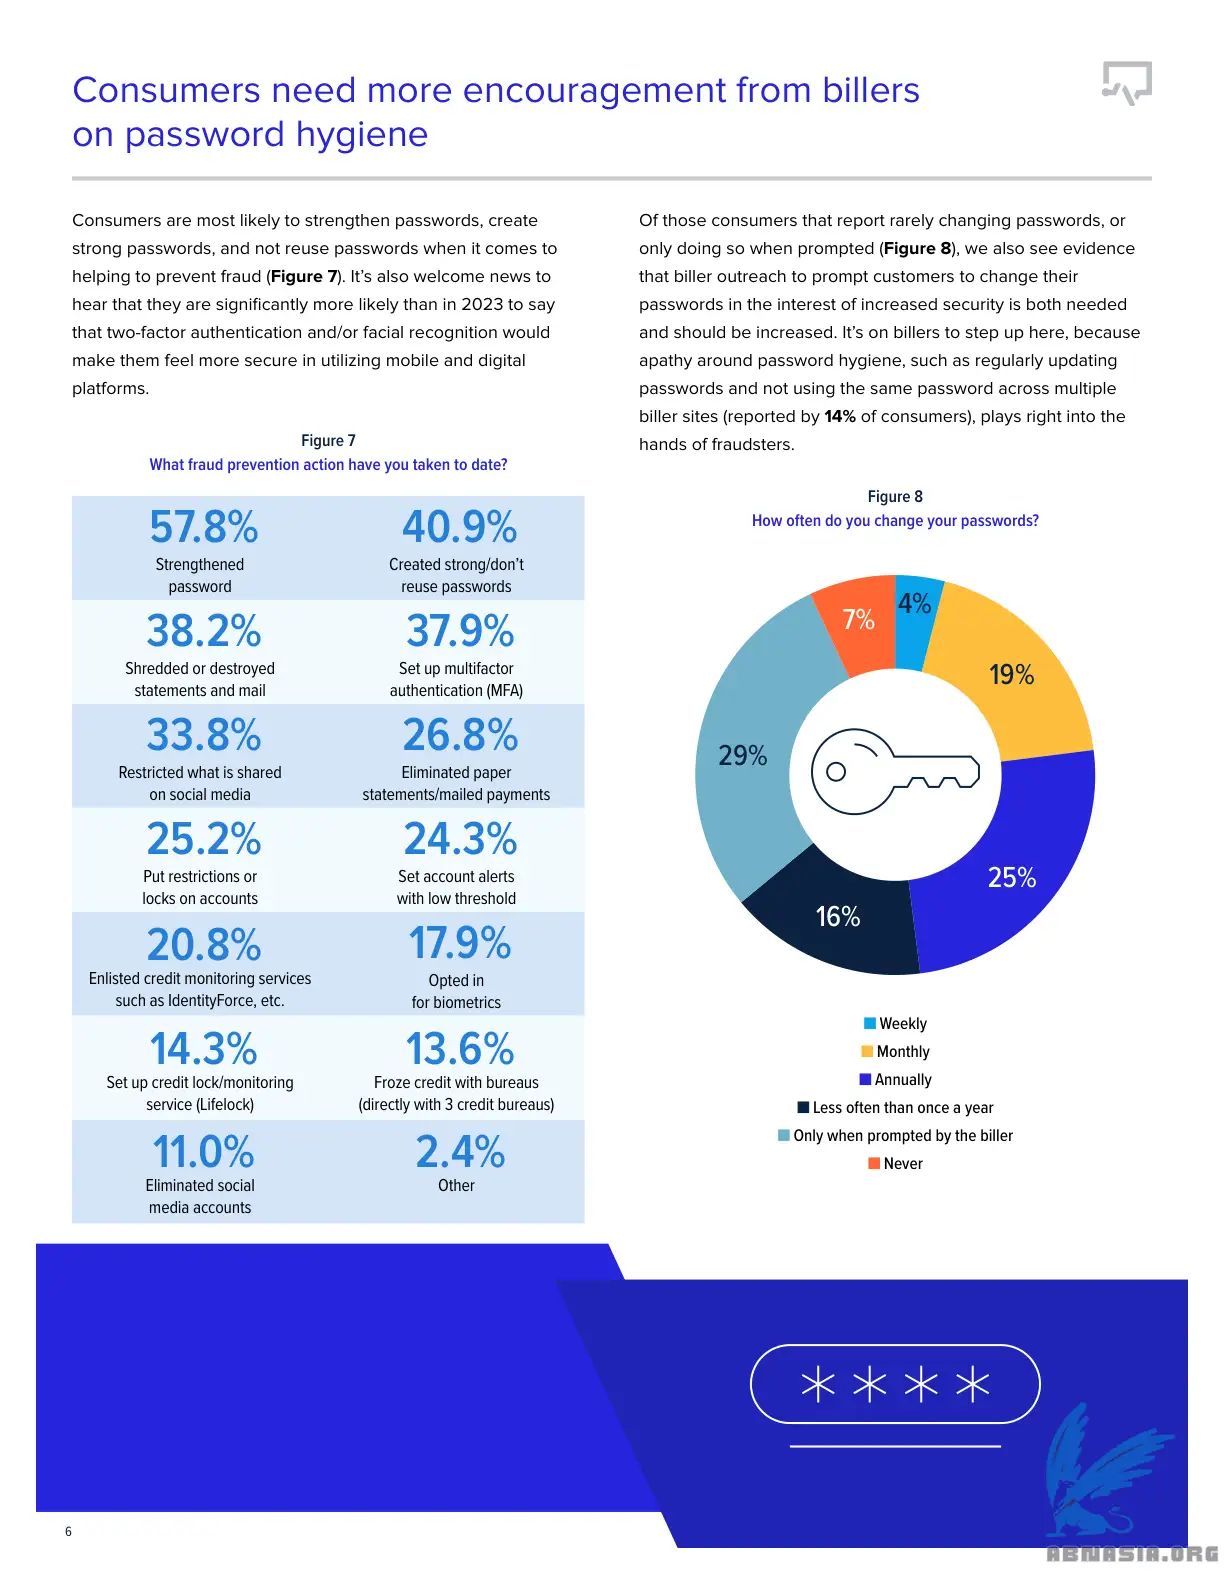 Consumers need more encouragement from billers
on password hygiene
Consumers are most likely to strengthen passwords, create
strong passwords, and not reuse passwords when it comes to
helping to prevent fraud (Figure 7). It's also welcome news to
hear that they are significantly more likely than in 2023 to say
that two-factor authentication and/or facial recognition would
make them feel more secure in utilizing mobile and digital
platforms.
Figure 7
What fraud prevention action have you taken to date?
57.8%
Strengthened
password
40.9%
Created strong/don't
reuse passwords
38.2%
Shredded or destroyed
statements and mail
37.9%
Set up multifactor
authentication (MFA)
33.8%
Restricted what is shared
on social media
26.8%
Eliminated paper
statements/mailed payments
25.2%
Put restrictions or
locks on accounts
24.3%
Set account alerts
with low threshold
20.8%
Enlisted credit monitoring services
such as IdentityForce, etc.
17.9%
Opted in
for biometrics
14.3%
Set up credit lock/monitoring
service (Lifelock)
13.6%
Froze credit with bureaus
(directly with 3 credit bureaus)
11.0%
Eliminated social
media accounts
2.4%
Other
Of those consumers that report rarely changing passwords, or
only doing so when prompted (Figure 8), we also see evidence
that biller outreach to prompt customers to change their
passwords in the interest of increased security is both needed
and should be increased. It's on billers to step up here, because
apathy around password hygiene, such as regularly updating
passwords and not using the same password across multiple
biller sites (reported by 14% of consumers), plays right into the
hands of fraudsters.
Figure 8
How often do you change your passwords?
4%
19%
25%
16%
29%
7%
Weekly
Monthly
Annually
Less often than once a year
Only when prompted by the biller
Never
6
ABMASIA.ORG